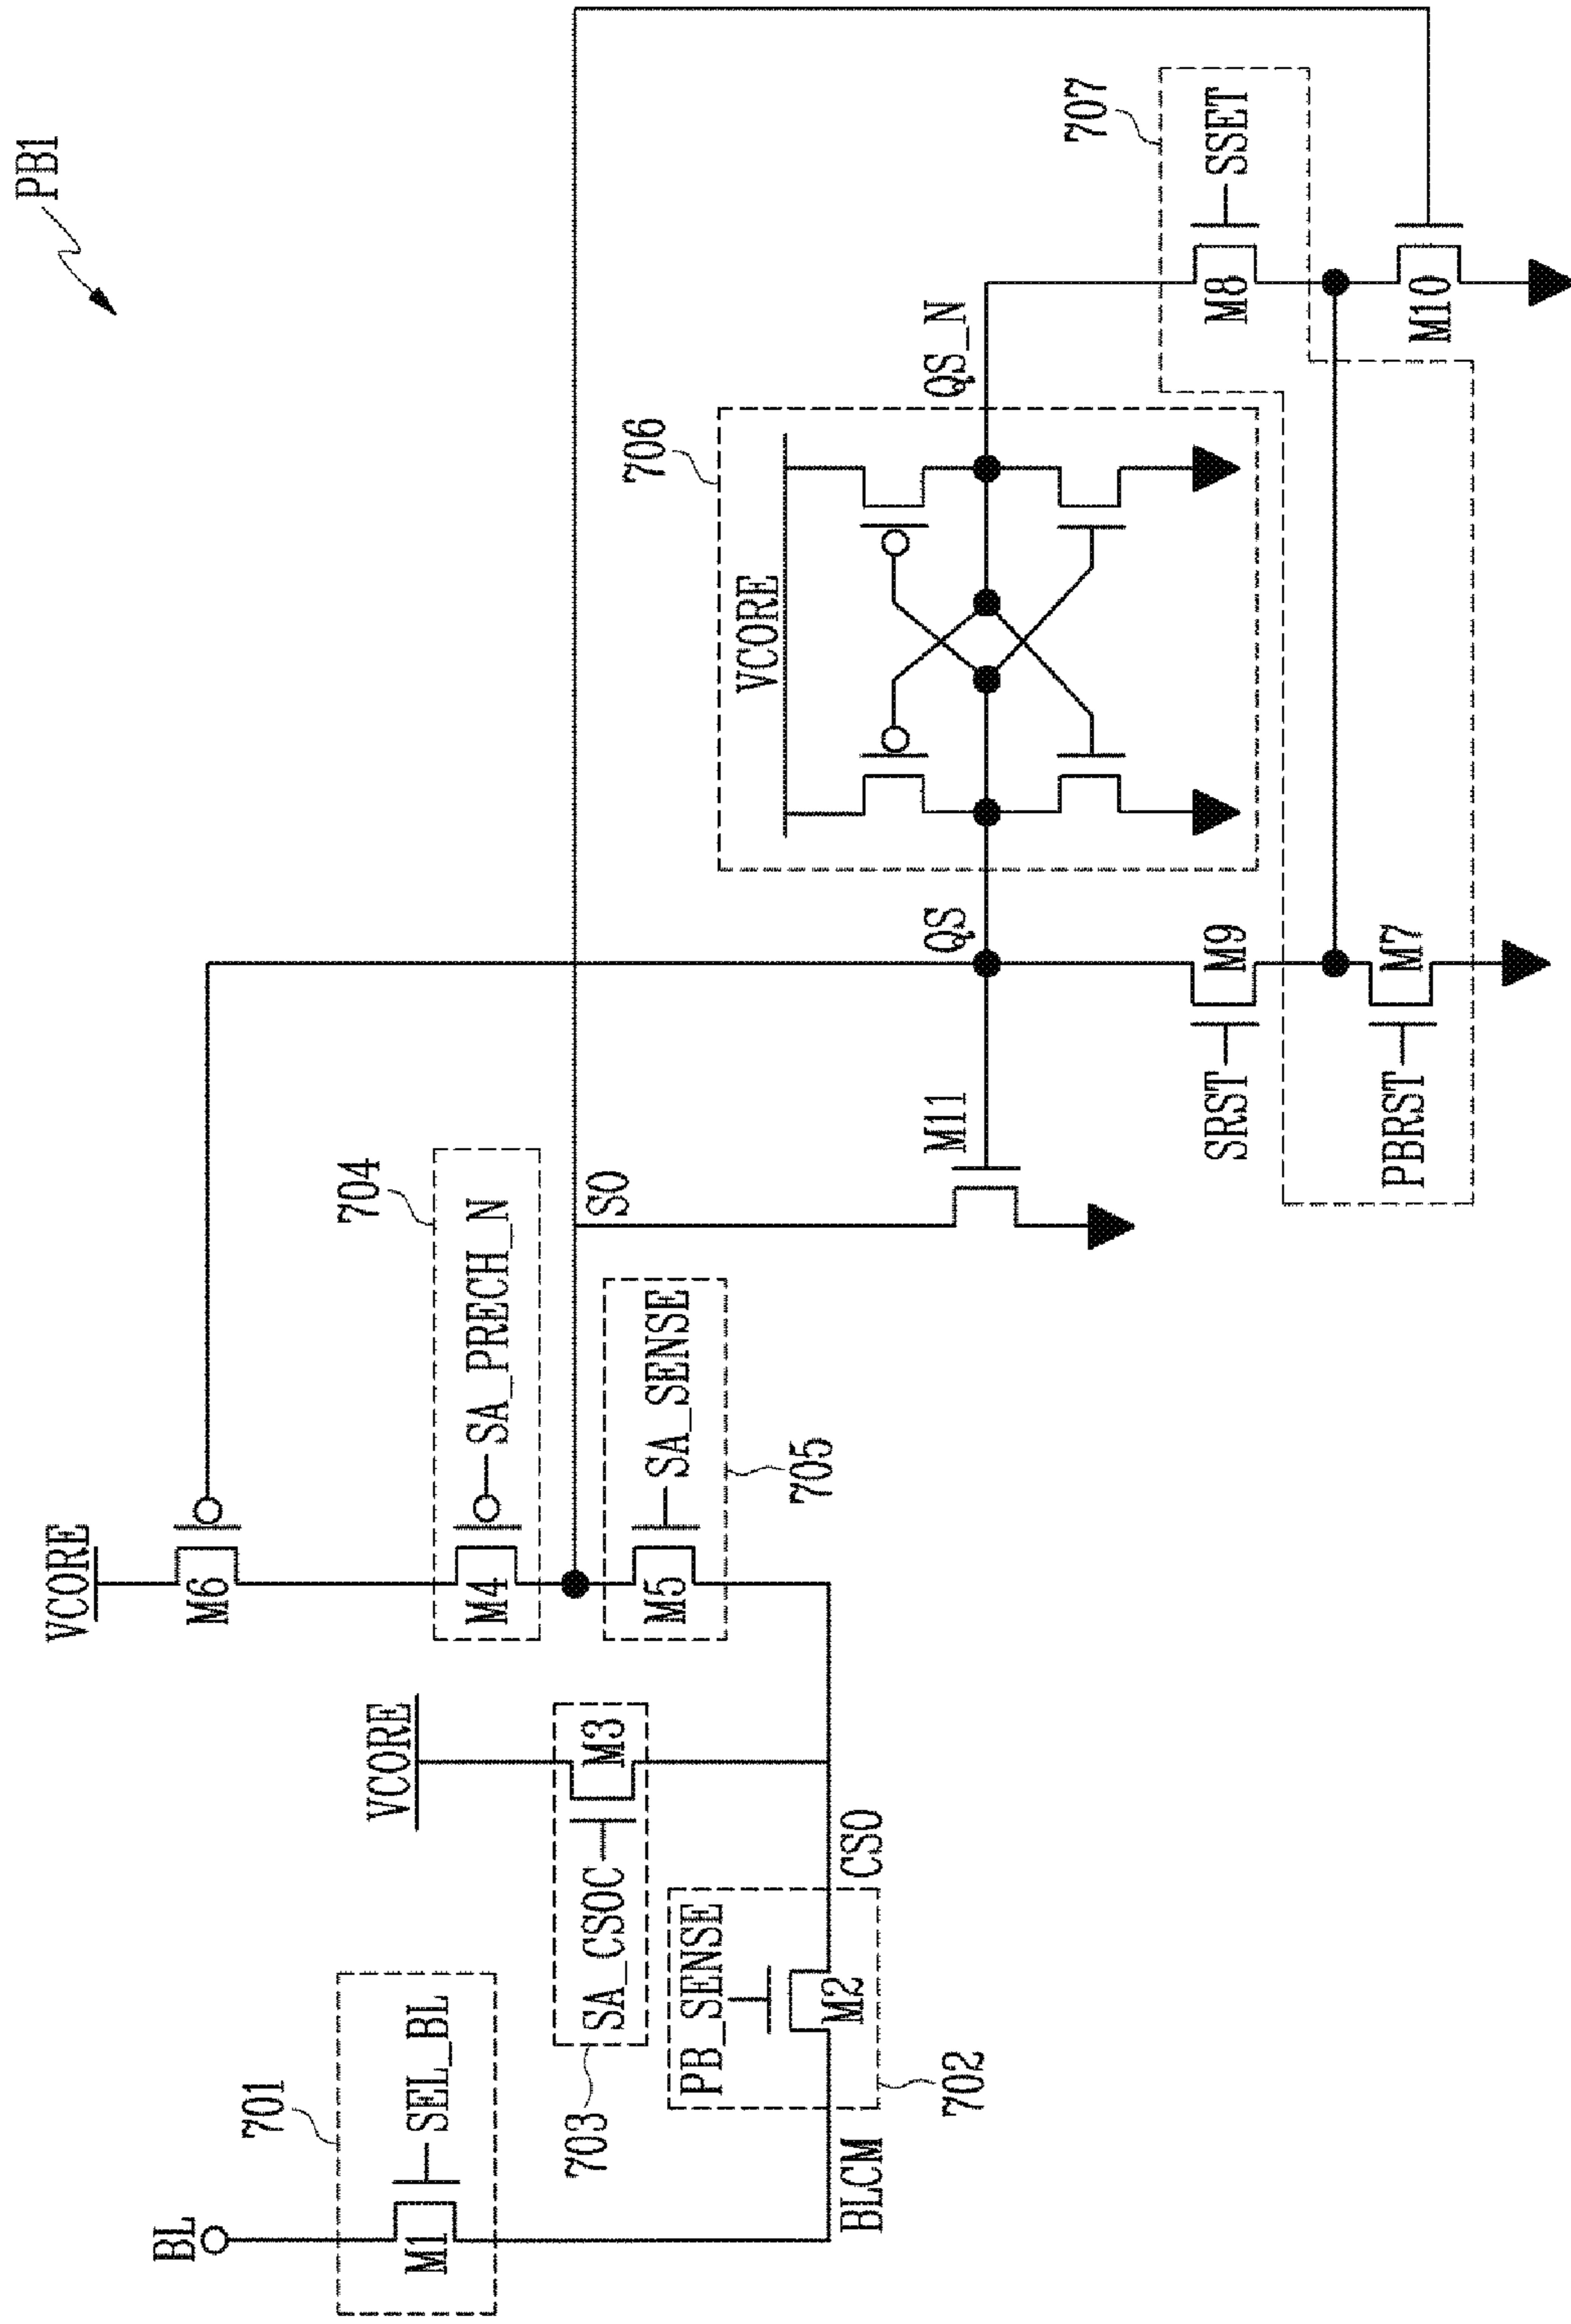 PB1
VCORE
M6
704
SA_PRECH_N
M4
SO
705
SA_SENSE
M5
VCORE
703
SA_CSOC
M3
BL
701
SEL_BL
M1
702
PB_SENSE
M2
BLCM
CSO
M11
QS
706
VCORE
QS_N
707
SSET
M8
SRST
M9
PBRST
M7
M10